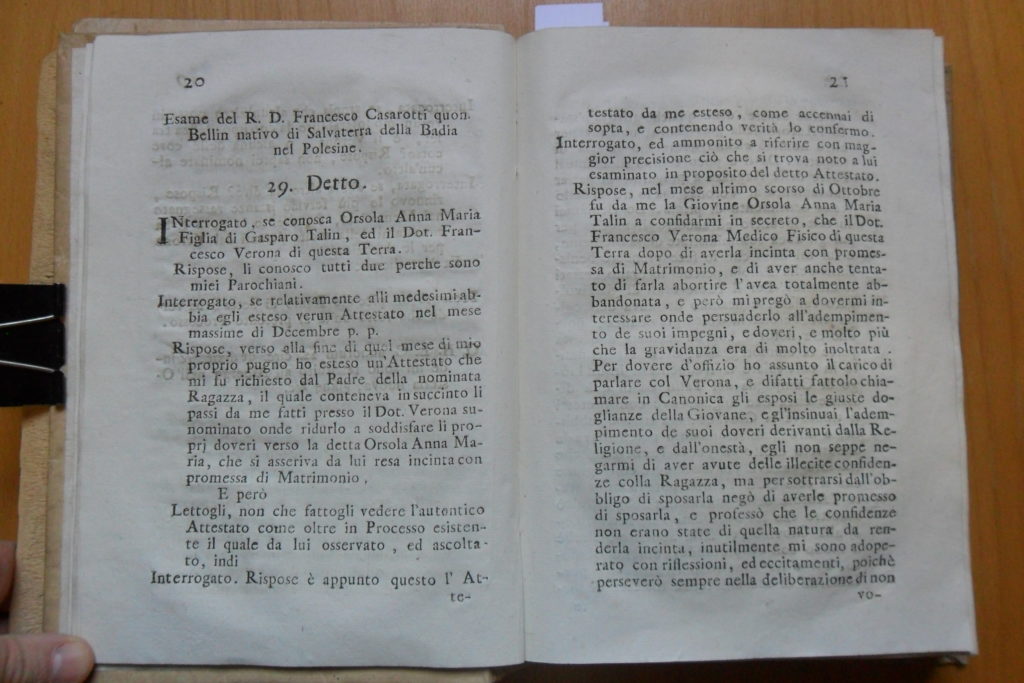 20
Esame del R. D. Francesco Casarotti quon.
Bellin nativo di Salvaterra della Badia
nel Polesine.
29. Detto.
INterrogato, se conosca Orsola Anna Maria
Figlia di Gasparo Talin, ed il Dot. Fran-
cesco Verona di questa Terra.
Rispose, li conosco tutti due perche sono
miei Parochiani.
Interrogato, se relativamente alli medesimi ab-
bia egli esteso verun Attestato nel mese
massime di Decembre p. p.
Rispose, verso alla fine di quel mese di mio
proprio pugno ho esteso un'Attestato che
mi fu richiesto dal Padre della nominata
Ragazza, il quale conteneva in succinto li
passi da me fatti presso il Dot. Verona su-
nominato onde ridurlo a soddisfare li pro-
prj doveri verso la detta Orsola Anna Ma-
ria, che si asseriva da lui resa incinta con
promessa di Matrimonio,
E però
Lettogli, non che fattogli vedere l'autentico
Attestato come oltre in Processo esisten-
te il quale da lui osservato, ed ascolta-
to, indi
Interrogato. Rispose è appunto questo l' At-
te-
21
testato da me esteso, come accennai di
sopta, e contenendo verità lo confermo.
Interrogato, ed ammonito a riferire con mag-
gior precisione ciò che si trova noto a lui
esaminato in proposito del detto Attestato.
Rispose, nel mese ultimo scorso di Ottobre
fu da me la Giovine Orsola Anna Maria
Talin a confidarmi in secreto, che il Dot.
Francesco Verona Medico Fisico di questa
Terra dopo di averla incinta con promes-
sa di Matrimonio, e di aver anche tenta-
to di farla abortire l'avea totalmente ab-
bandonata, e però mi pregò a dovermi in-
teressare onde persuaderlo all'adempimen-
to de suoi impegni, e doveri, e molto più
che la gravidanza era di molto inoltrata.
Per dovere d'offizio ho assunto il carico di
parlare col Verona, e difatti fattolo chia-
mare in Canonica gli esposi le giuste do-
glianze della Giovane, e gl'insinuai l'adem-
pimento de suoi doveri derivanti dalla Re-
ligione, e dall'onestà, egli non seppe ne-
garmi di aver avute delle illecite confiden-
ze colla Ragazza, ma per sottrarsi dall'ob-
bligo di sposarla negò di averle promesso
di sposarla, e professò che le confidenze
non erano state di quella natura da ren-
derla incinta, inutilmente mi sono adope-
rato con riflessioni, ed eccitamenti, poichè
perseverò sempre nella deliberazione di non
vo-